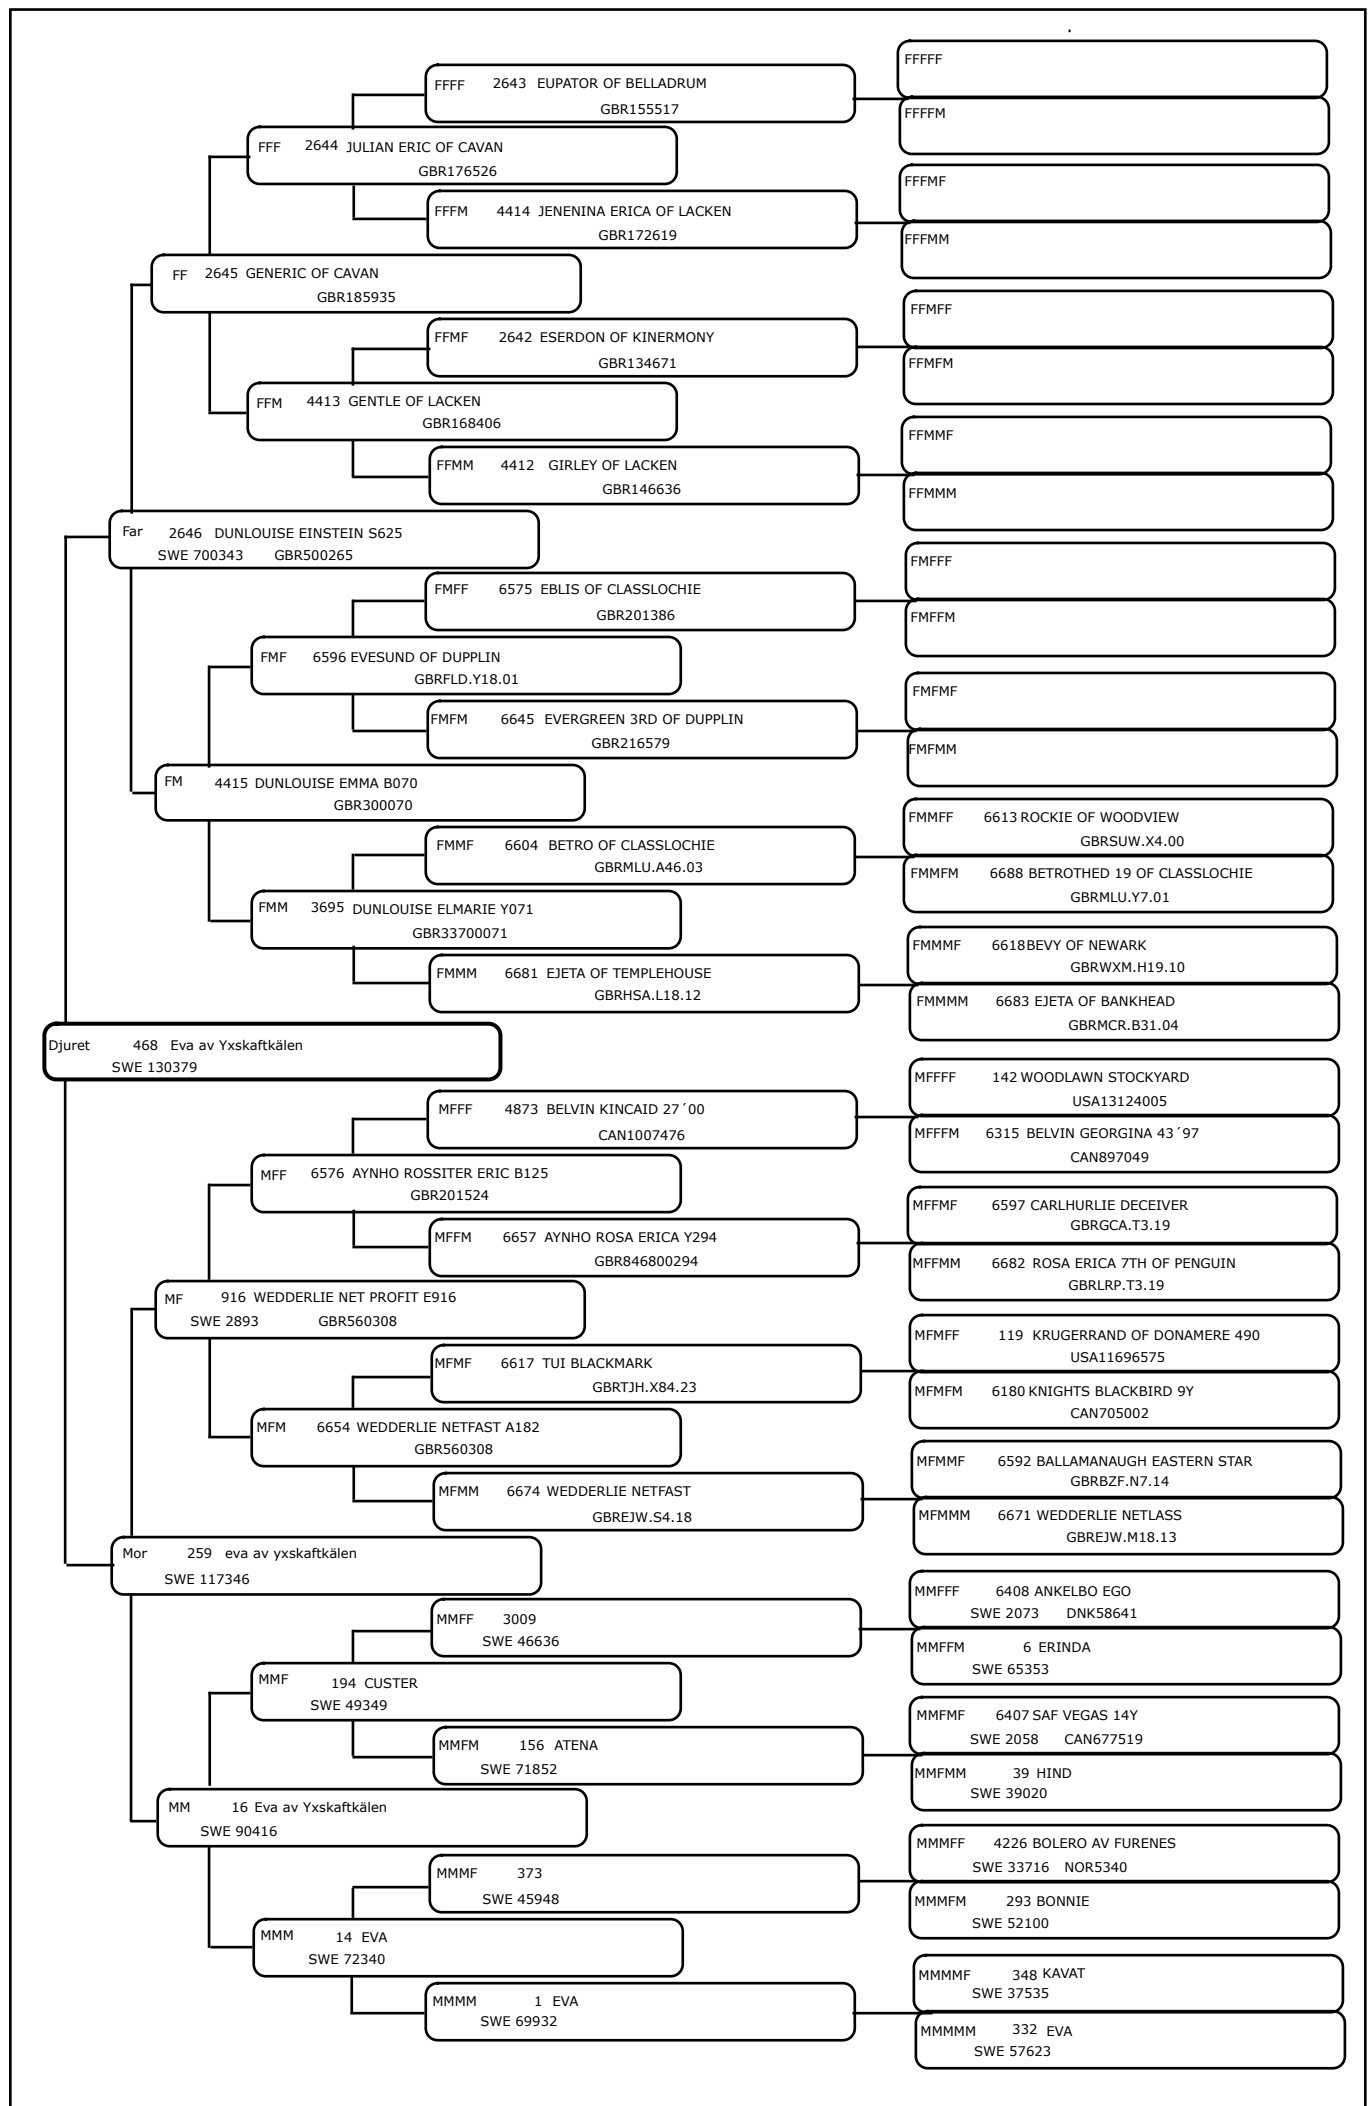 FFFFF
FFFF 2643 EUPATOR OF BELLADRUM
GBR155517
FFFFM
FFF 2644 JULIAN ERIC OF CAVAN
GBR176526
FFFMF
FFFM 4414 JENENINA ERICA OF LACKEN
GBR172619
FFFMM
FF 2645 GENERIC OF CAVAN
GBR185935
FFMFF
FFMF 2642 ESERDON OF KINERMONY
GBR134671
FFMFM
FFM 4413 GENTLE OF LACKEN
GBR168406
FFMMF
FFMM 4412 GIRLEY OF LACKEN
GBR146636
FFMMM
Far 2646 DUNLOUISE EINSTEIN S625
SWE 700343 GBR500265
FMFFF
FMFF 6575 EBLIS OF CLASSLOCHIE
GBR201386
FMFFM
FMF 6596 EVESUND OF DUPPLIN
GBRFLD.Y18.01
FMFMF
FMFM 6645 EVERGREEN 3RD OF DUPPLIN
GBR216579
FMFMM
FM 4415 DUNLOUISE EMMA B070
GBR300070
FMMFF 6613 ROCKIE OF WOODVIEW
GBRSUW.X4.00
FMMF 6604 BETRO OF CLASSLOCHIE
GBRMLU.A46.03
FMMFM 6688 BETROTHED 19 OF CLASSLOCHIE
GBRMLU.Y7.01
FMM 3695 DUNLOUISE ELMARIE Y071
GBR33700071
FMMMF 6618 BEVY OF NEWARK
GBRWXM.H19.10
FMMM 6681 EJETA OF TEMPLEHOUSE
GBRHSA.L18.12
FMMMM 6683 EJETA OF BANKHEAD
GBRMCR.B31.04
Djuret 468 Eva av Yxskaftkälen
SWE 130379
MFFFF 142 WOODLAWN STOCKYARD
USA13124005
MFFF 4873 BELVIN KINCAID 27´00
CAN1007476
MFFFM 6315 BELVIN GEORGINA 43´97
CAN897049
MFF 6576 AYNHO ROSSITER ERIC B125
GBR201524
MFFMF 6597 CARLHURLIE DECEIVER
GBRGCA.T3.19
MFFM 6657 AYNHO ROSA ERICA Y294
GBR846800294
MFFMM 6682 ROSA ERICA 7TH OF PENGUIN
GBRLRP.T3.19
MF 916 WEDDERLIE NET PROFIT E916
SWE 2893 GBR560308
MFMFF 119 KRUGERRAND OF DONAMERE 490
USA11696575
MFMF 6617 TUI BLACKMARK
GBRTJH.X84.23
MFMFM 6180 KNIGHTS BLACKBIRD 9Y
CAN705002
MFM 6654 WEDDERLIE NETFAST A182
GBR560308
MFMMF 6592 BALLAMANAUGH EASTERN STAR
GBRBZF.N7.14
MFMM 6674 WEDDERLIE NETFAST
GBREJW.S4.18
MFMMM 6671 WEDDERLIE NETLASS
GBREJW.M18.13
Mor 259 eva av yxskaftkälen
SWE 117346
MMFFF 6408 ANKELBO EGO
SWE 2073 DNK58641
MMFF 3009
SWE 46636
MMFFM 6 ERINDA
SWE 65353
MMF 194 CUSTER
SWE 49349
MMFMF 6407 SAF VEGAS 14Y
SWE 2058 CAN677519
MMFM 156 ATENA
SWE 71852
MMFMM 39 HIND
SWE 39020
MM 16 Eva av Yxskaftkälen
SWE 90416
MMMFF 4226 BOLERO AV FURENES
SWE 33716 NOR5340
MMMF 373
SWE 45948
MMMFM 293 BONNIE
SWE 52100
MMM 14 EVA
SWE 72340
MMMMF 348 KAVAT
SWE 37535
MMMM 1 EVA
SWE 69932
MMMMM 332 EVA
SWE 57623